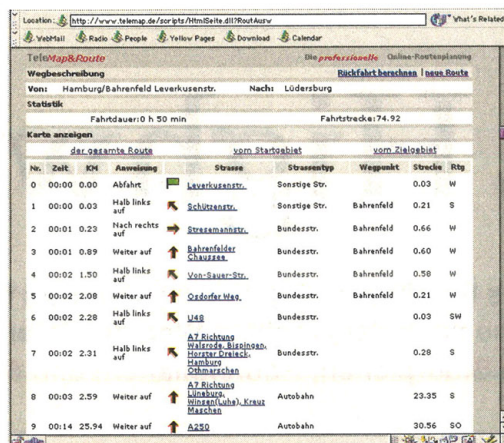 Location: http://www.telemap.de/scripts/HtmlSeite.dll?RoutAusw What's Related
WebMail Radio People Yellow Pages Download Calendar
TeleMap&Route Die professionelle Online-Routenplanung
Wegbeschreibung Rückfahrt berechnen | neue Route
Von: Hamburg/Bahrenfeld Leverkusenstr. Nach: Lüdersburg
Statistik
Fahrtdauer:0 h 50 min Fahrtstrecke:74.92
Karte anzeigen
der gesamte Route vom Startgebiet vom Zielgebiet
Nr. Zeit KM Anweisung Strasse Strassentyp Wegpunkt Strecke Rtg
0 00:00 0.00 Abfahrt Leverkusenstr. Sonstige Str. 0.03 W
1 00:00 0.03 Halb links auf Schützenstr. Sonstige Str. Bahrenfeld 0.21 S
2 00:01 0.23 Nach rechts auf Stresemannstr. Bundesstr. Bahrenfeld 0.66 W
3 00:01 0.89 Weiter auf Bahrenfelder Chaussee Bundesstr. Bahrenfeld 0.60 W
4 00:02 1.50 Halb links auf Von-Sauer-Str. Bundesstr. Bahrenfeld 0.58 W
5 00:02 2.08 Weiter auf Osdorfer Weg Bundesstr. Bahrenfeld 0.21 W
6 00:02 2.28 Halb links auf U48 Bundesstr. 0.03 SW
7 00:02 2.31 Halb links auf A7 Richtung Walsrode, Bispingen, Horster Dreieck, Hamburg Othmarschen Bundesstr. 0.28 S
8 00:03 2.59 Weiter auf A7 Richtung Lüneburg, Winsen(Luhe), Kreuz Maschen Autobahn 23.35 S
9 00:14 25.94 Weiter auf A250 Autobahn 30.56 SO